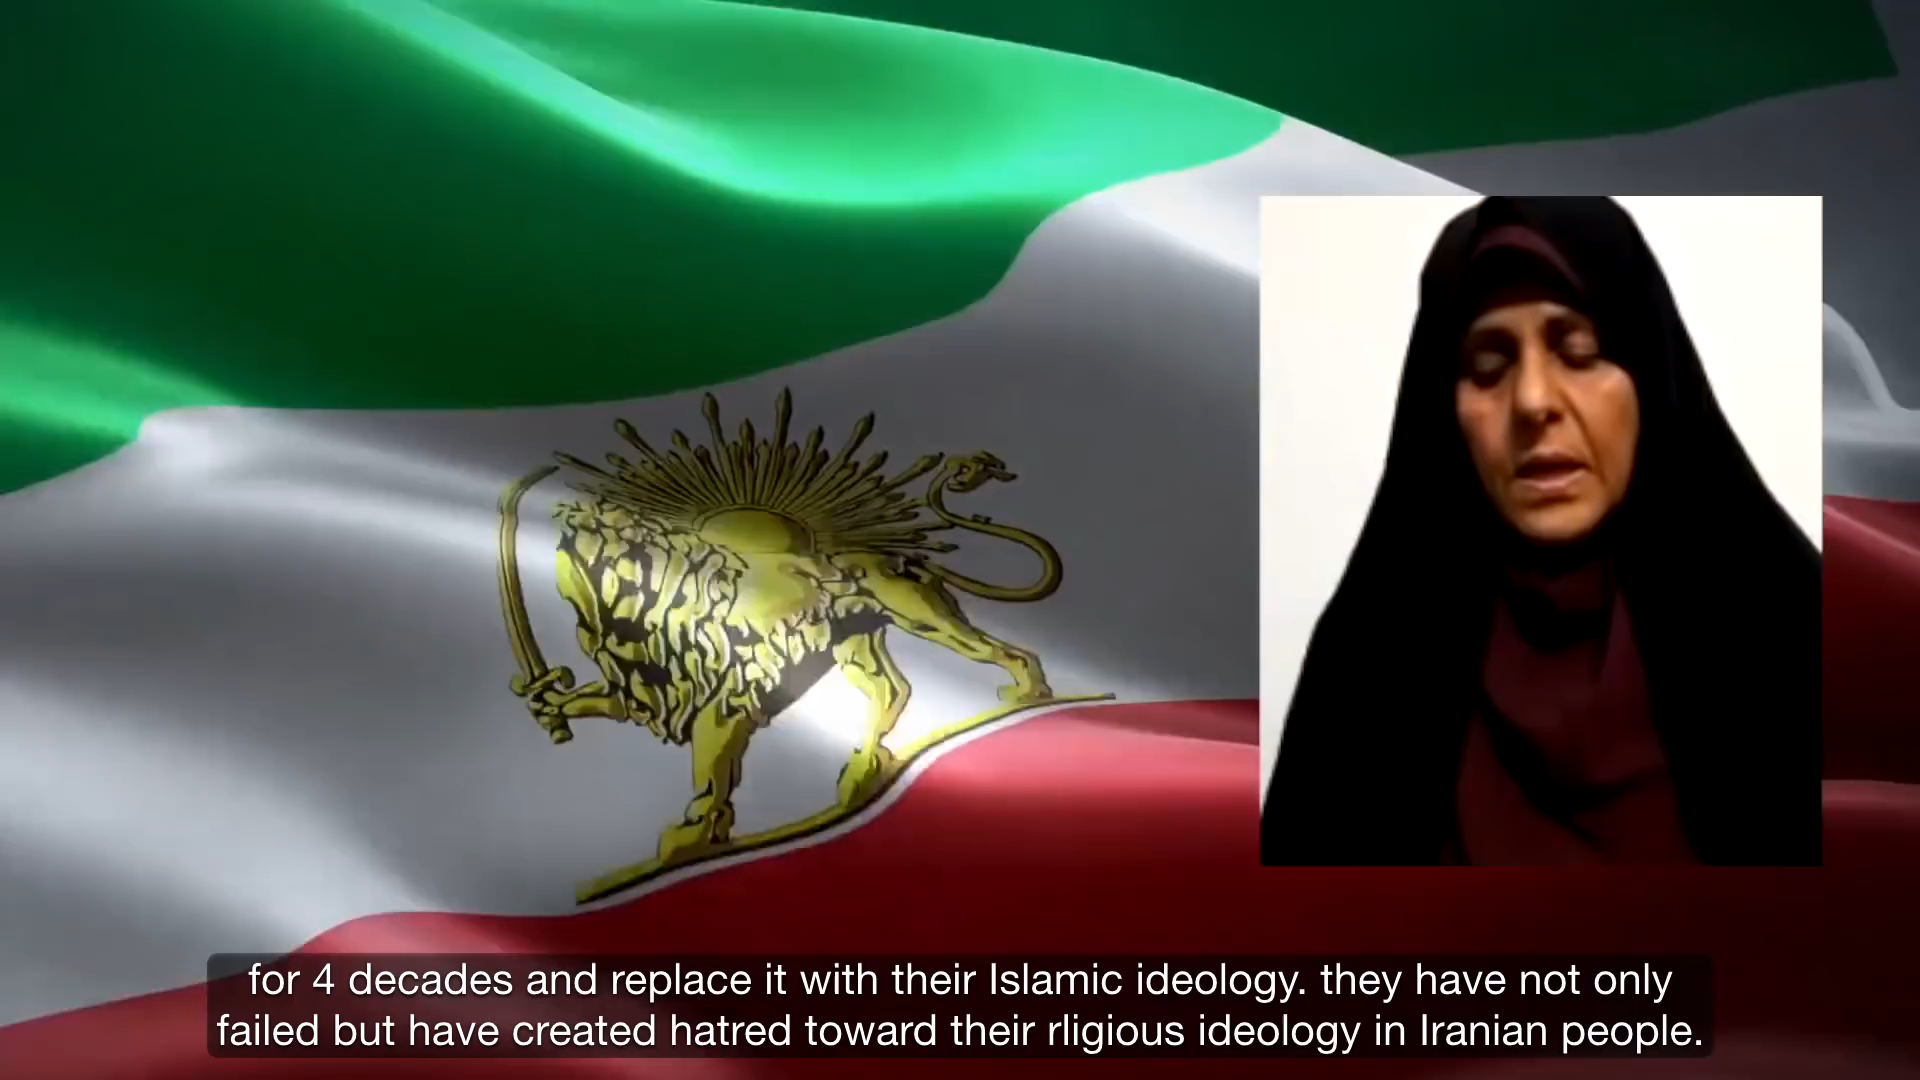 for 4 decades and replace it with their Islamic ideology. they have not only
failed but have created hatred toward their rligious ideology in Iranian people.